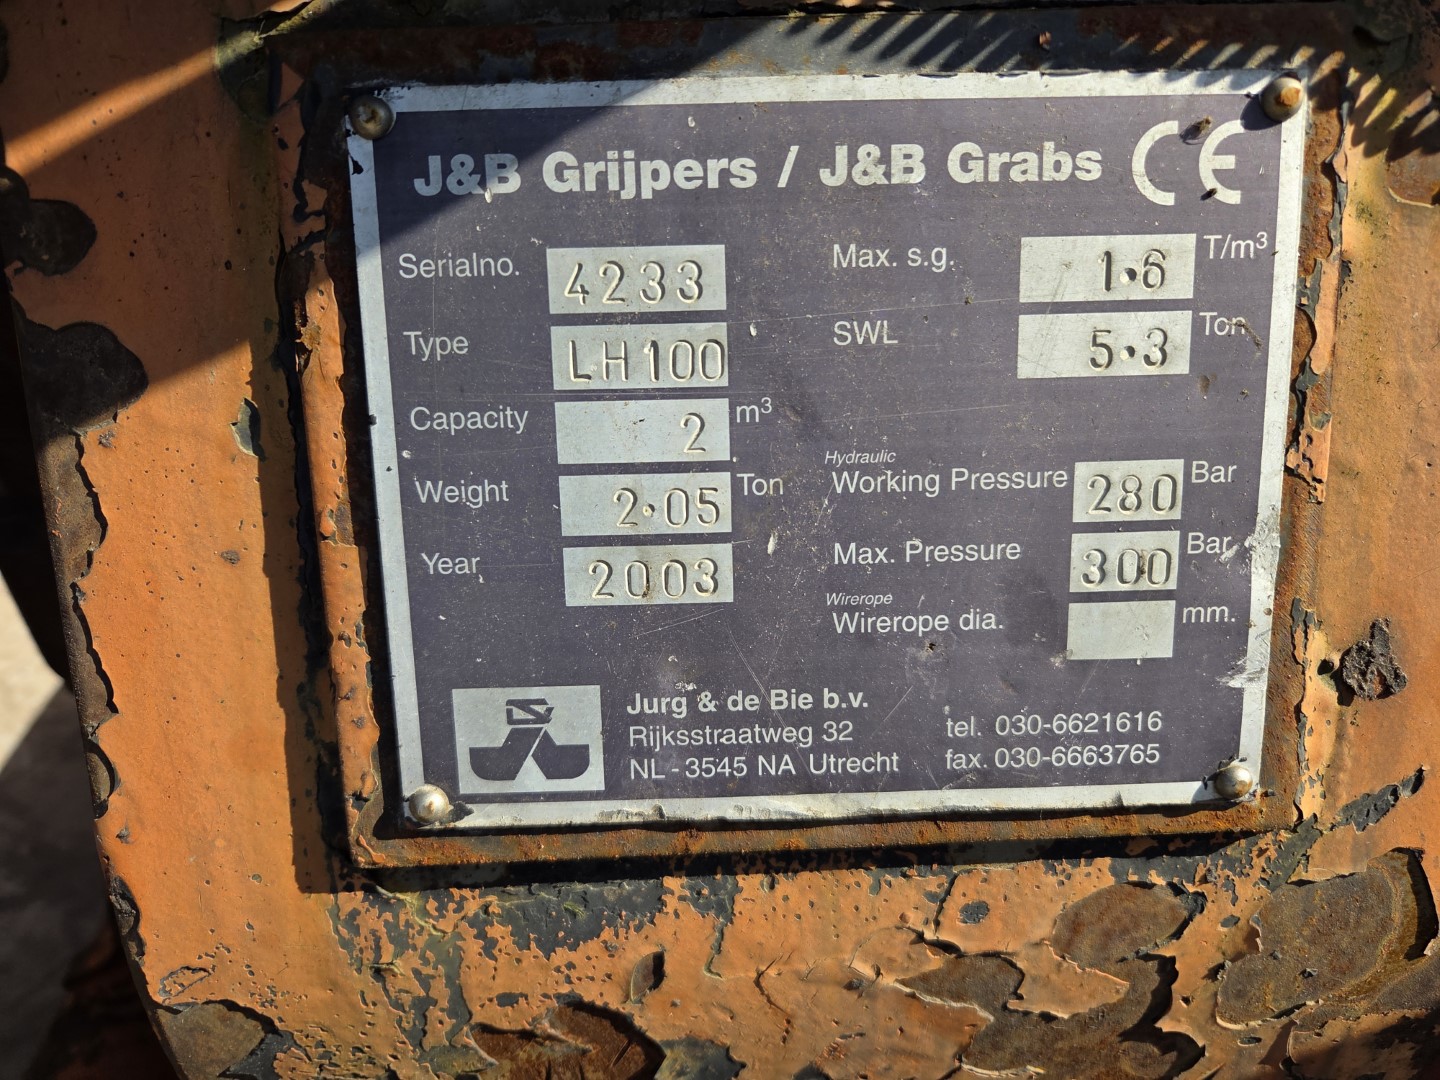 J&B Grijpers / J&B Grabs CE
Serialno. 4233
Type LH100
Capacity 2 m³
Weight 2.05 Ton
Year 2003
Max. s.g. 1.6 T/m³
SWL 5.3 Ton
Hydraulic
Working Pressure 280 Bar
Max. Pressure 300 Bar
Wirerope
Wirerope dia. mm.
Jurg & de Bie b.v.
Rijksstraatweg 32
NL-3545 NA Utrecht
tel. 030-6621616
fax. 030-6663765